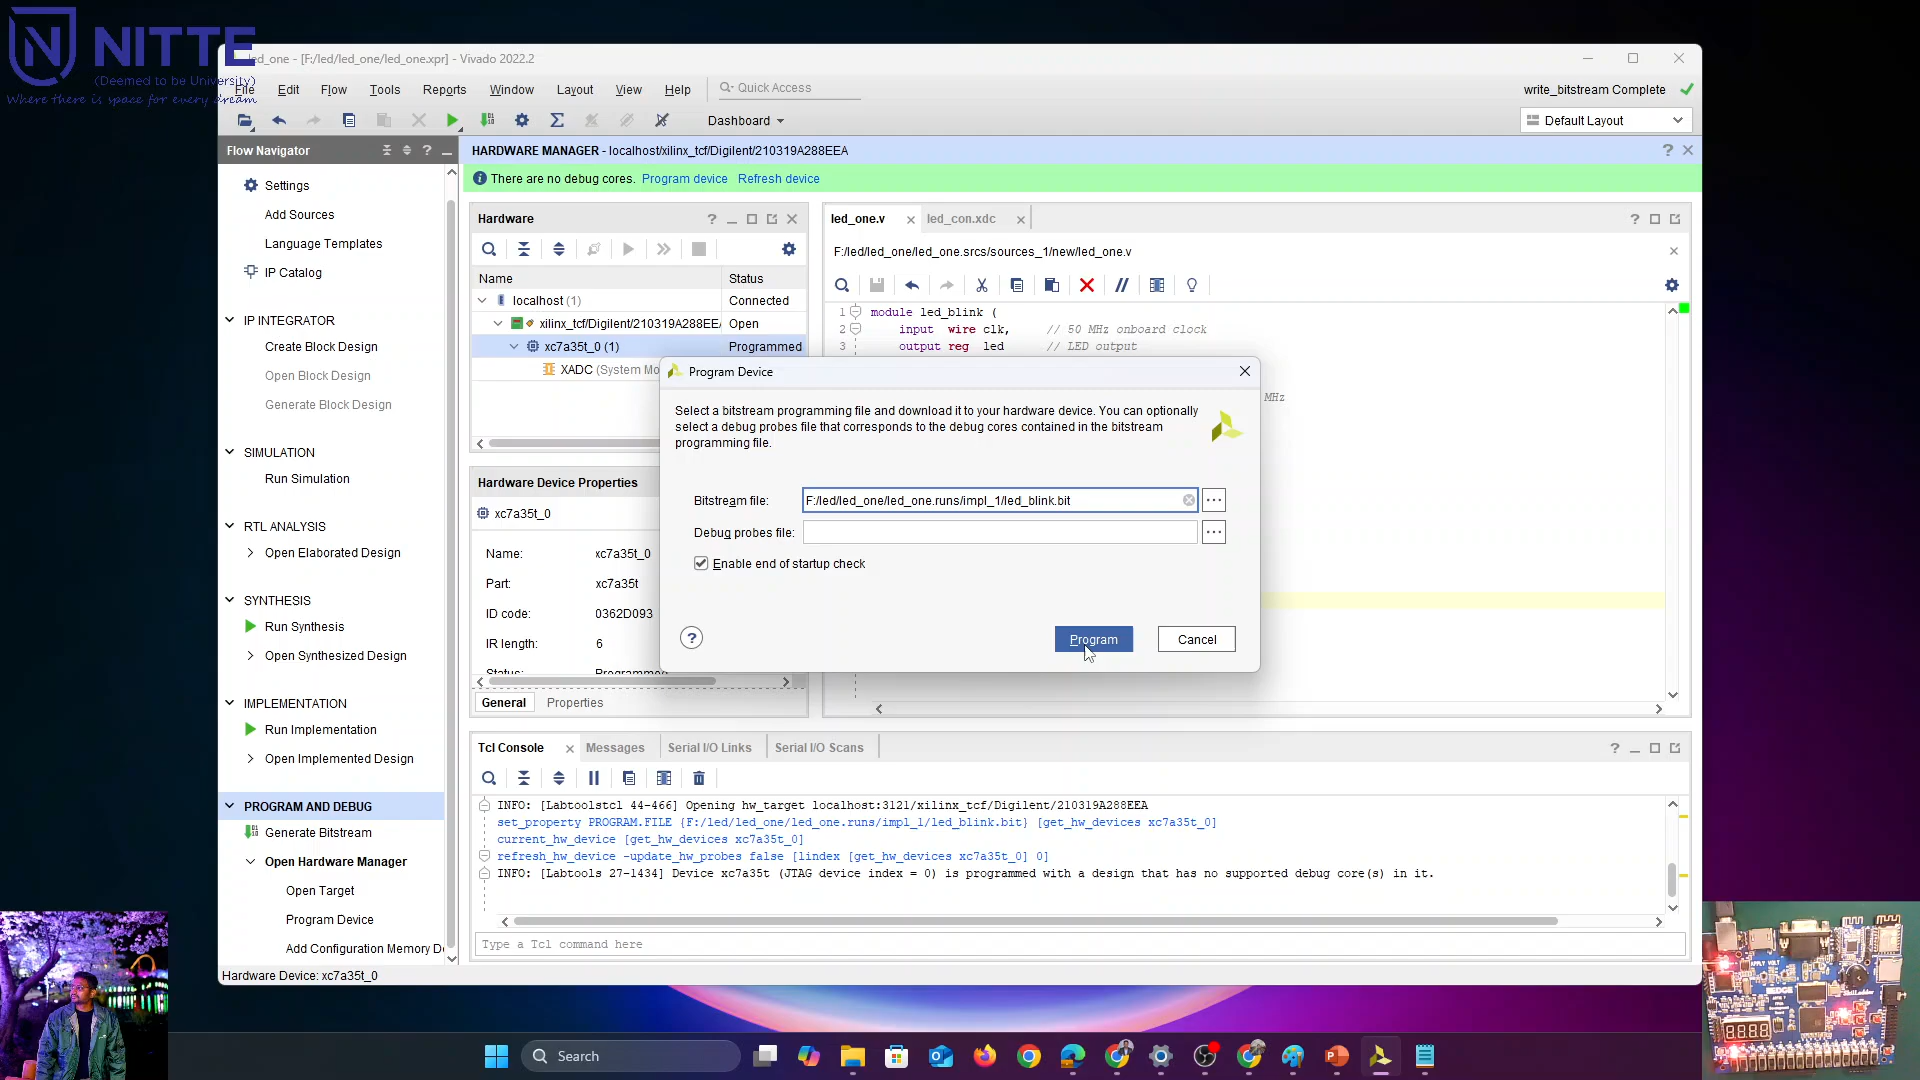 NITTE
(Deemed to be University)
Where there is space for every dream
led_one - [F:/led/led_one/led_one.xpr] - Vivado 2022.2
File Edit Flow Tools Reports Window Layout View Help
Quick Access
write_bitstream Complete
Dashboard
Default Layout
Flow Navigator
HARDWARE MANAGER - localhost/xilinx_tcf/Digilent/210319A288EEA
There are no debug cores. Program device Refresh device
Settings
Add Sources
Language Templates
IP Catalog
IP INTEGRATOR
Create Block Design
Open Block Design
Generate Block Design
SIMULATION
Run Simulation
RTL ANALYSIS
Open Elaborated Design
SYNTHESIS
Run Synthesis
Open Synthesized Design
IMPLEMENTATION
Run Implementation
Open Implemented Design
PROGRAM AND DEBUG
Generate Bitstream
Open Hardware Manager
Open Target
Program Device
Add Configuration Memory De
Hardware Device: xc7a35t_0
Hardware
Name Status
localhost (1) Connected
xilinx_tcf/Digilent/210319A288EEA Open
xc7a35t_0 (1) Programmed
XADC (System Mo
Hardware Device Properties
xc7a35t_0
Name: xc7a35t_0
Part: xc7a35t
ID code: 0362D093
IR length: 6
Status: Programmed
General Properties
led_one.v led_con.xdc
F:/led/led_one/led_one.srcs/sources_1/new/led_one.v
1 module led_blink (
2 input wire clk, // 50 MHz onboard clock
3 output reg led // LED output
MHz
Program Device
Select a bitstream programming file and download it to your hardware device. You can optionally
select a debug probes file that corresponds to the debug cores contained in the bitstream
programming file.
Bitstream file: F:/led/led_one/led_one.runs/impl_1/led_blink.bit
Debug probes file:
Enable end of startup check
Program Cancel
Tcl Console Messages Serial I/O Links Serial I/O Scans
INFO: [Labtoolstcl 44-466] Opening hw_target localhost:3121/xilinx_tcf/Digilent/210319A288EEA
set_property PROGRAM.FILE {F:/led/led_one/led_one.runs/impl_1/led_blink.bit} [get_hw_devices xc7a35t_0]
current_hw_device [get_hw_devices xc7a35t_0]
refresh_hw_device -update_hw_probes false [lindex [get_hw_devices xc7a35t_0] 0]
INFO: [Labtools 27-1434] Device xc7a35t (JTAG device index = 0) is programmed with a design that has no supported debug core(s) in it.
Type a Tcl command here
Search
EDGE